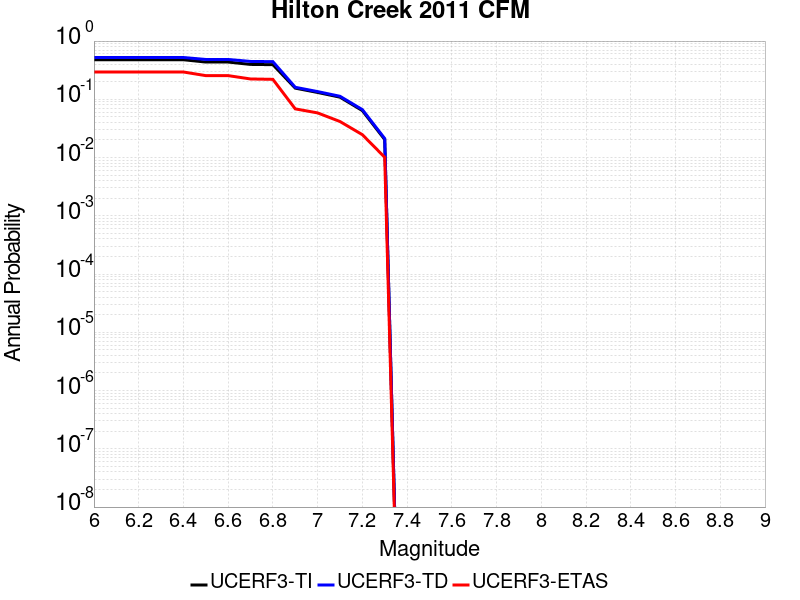 Hilton Creek 2011 CFM
Annual Probability
10^0
10^-1
10^-2
10^-3
10^-4
10^-5
10^-6
10^-7
10^-8
6 6.2 6.4 6.6 6.8 7 7.2 7.4 7.6 7.8 8 8.2 8.4 8.6 8.8 9
Magnitude
UCERF3-TI UCERF3-TD UCERF3-ETAS